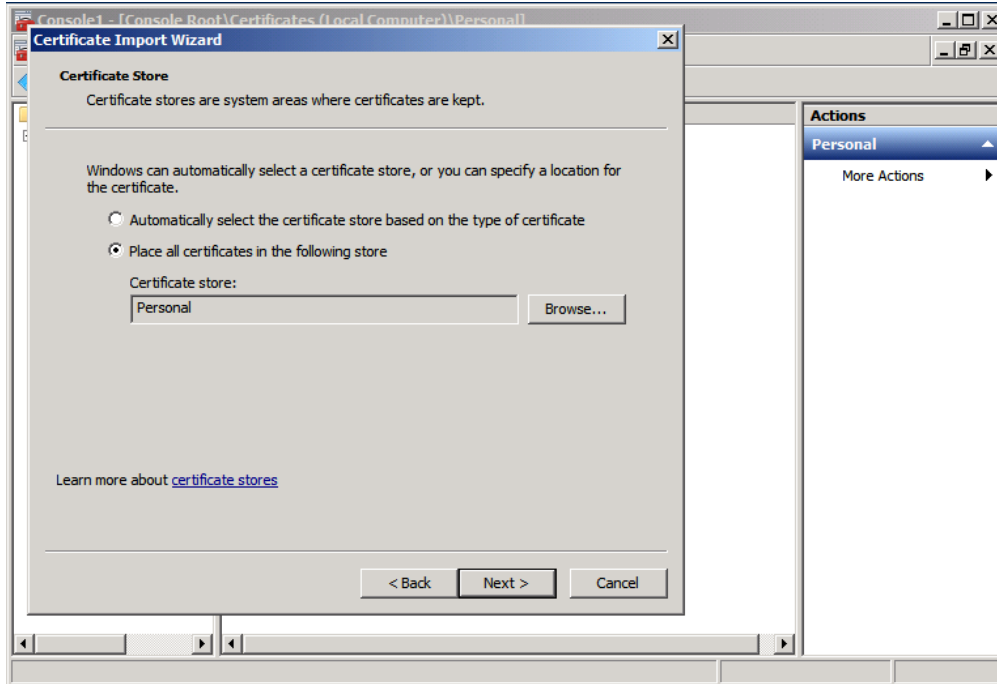 Console1 - [Console Root\Certificates (Local Computer)\Personal]
Certificate Import Wizard
Certificate Store
Certificate stores are system areas where certificates are kept.
Windows can automatically select a certificate store, or you can specify a location for
the certificate.
Automatically select the certificate store based on the type of certificate
Place all certificates in the following store
Certificate store:
Personal
Browse...
Learn more about certificate stores
< Back
Next >
Cancel
Actions
Personal
More Actions